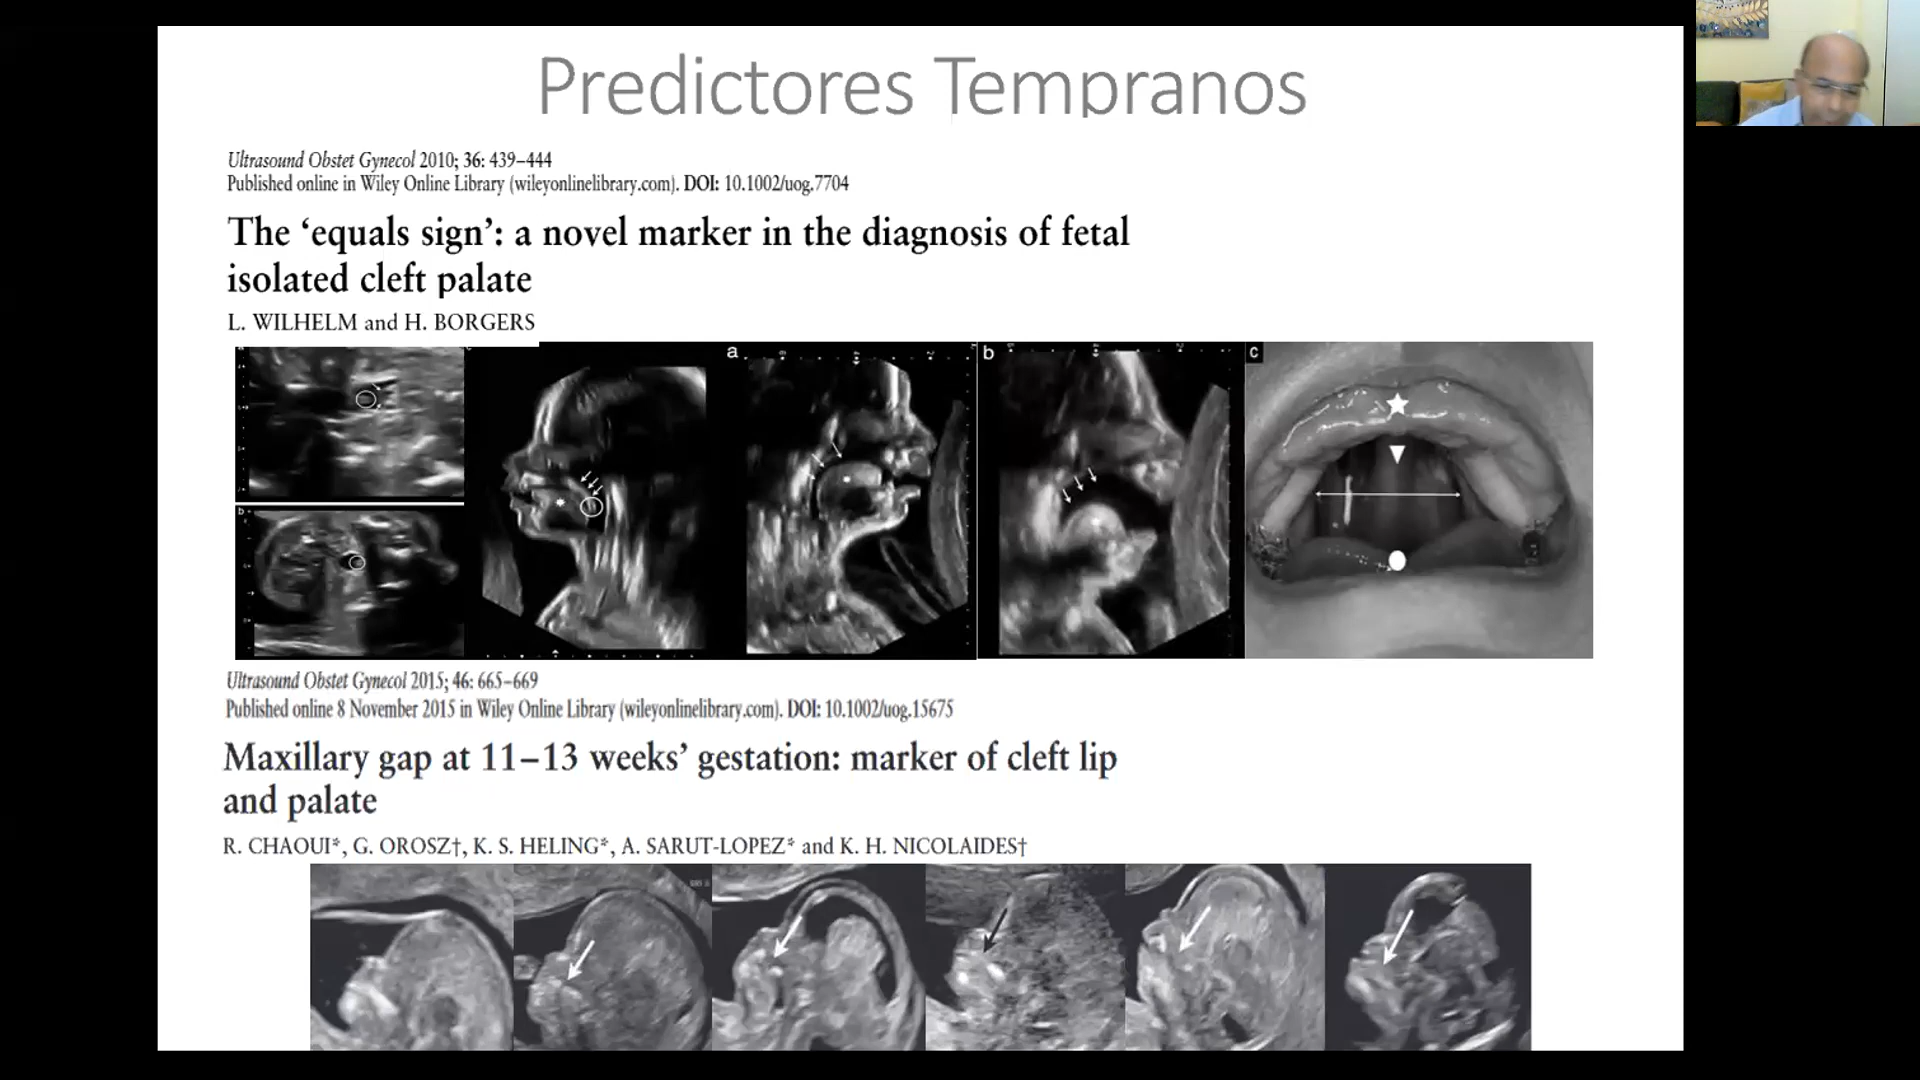 Predictores Tempranos
Ultrasound Obstet Gynecol 2010; 36: 439–444
Published online in Wiley Online Library (wileyonlinelibrary.com). DOI: 10.1002/uog.7704
The ‘equals sign’: a novel marker in the diagnosis of fetal
isolated cleft palate
L. WILHELM and H. BORGERS
a
b
c
b
Ultrasound Obstet Gynecol 2015; 46: 665–669
Published online 8 November 2015 in Wiley Online Library (wileyonlinelibrary.com). DOI: 10.1002/uog.15675
Maxillary gap at 11–13 weeks’ gestation: marker of cleft lip
and palate
R. CHAOUI*, G. OROSZ†, K. S. HELING*, A. SARUT-LOPEZ* and K. H. NICOLAIDES†